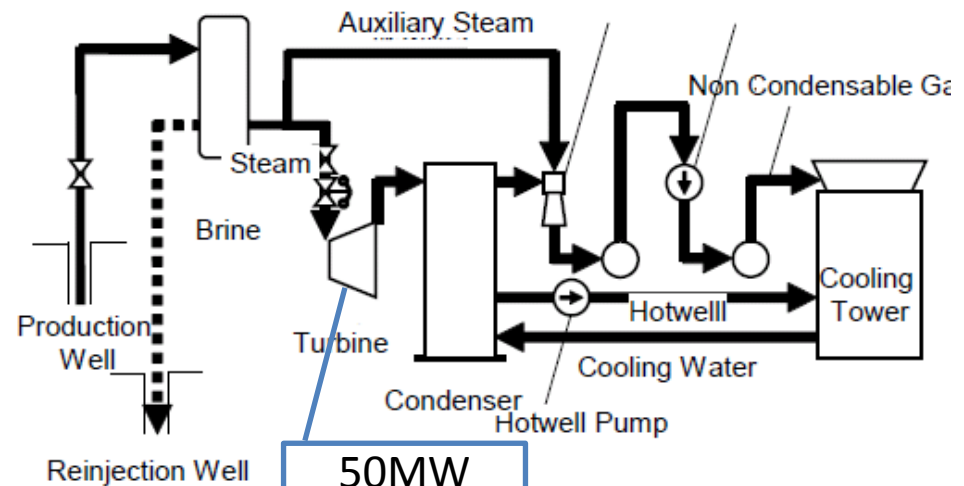 Auxiliary Steam
Non Condensable Ga
Steam
Brine
Cooling
Tower
Hotwelll
Production
Well
Turbine
Cooling Water
Condenser
Hotwell Pump
Reinjection Well
50MW